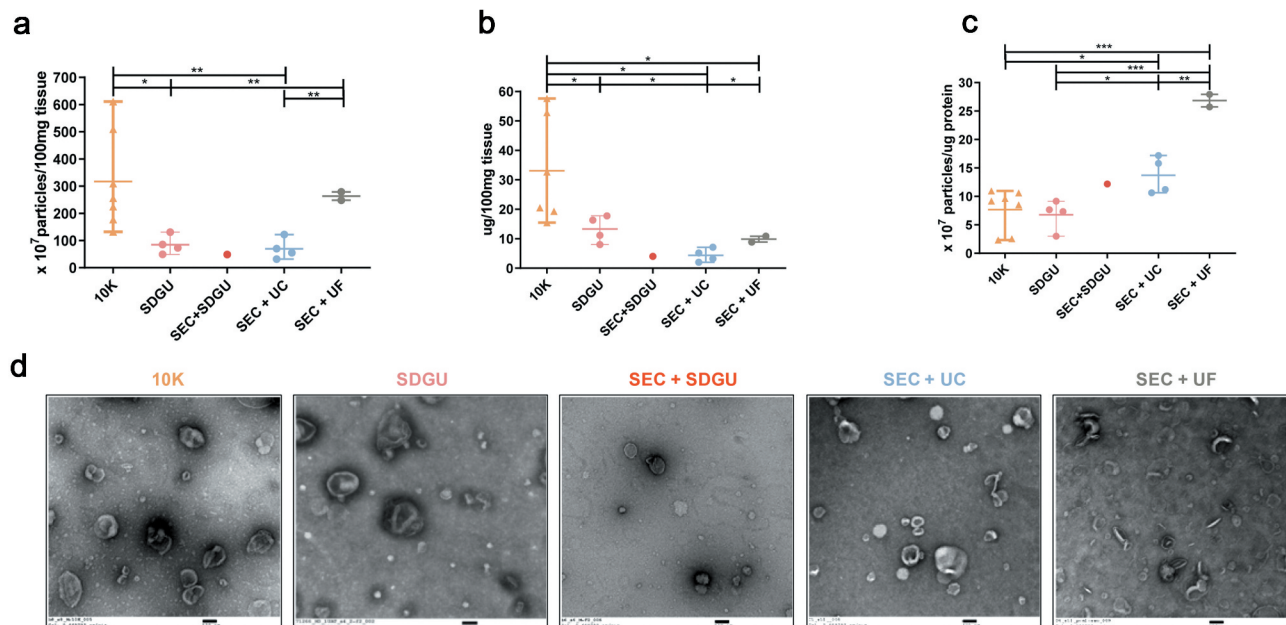 a
x 10⁷particles/100mg tissue
700
600
500
400
300
200
100
0
**
*
**
**
10K
SDGU
SEC+SDGU
SEC + UC
SEC + UF
b
ug/100mg tissue
60
50
40
30
20
10
0
*
*
*
*
*
10K
SDGU
SEC+SDGU
SEC + UC
SEC + UF
c
x 10⁷particles/ug protein
30
25
20
15
10
5
0
***
*
***
*
**
10K
SDGU
SEC+SDGU
SEC + UC
SEC + UF
d
10K
SDGU
SEC + SDGU
SEC + UC
SEC + UF